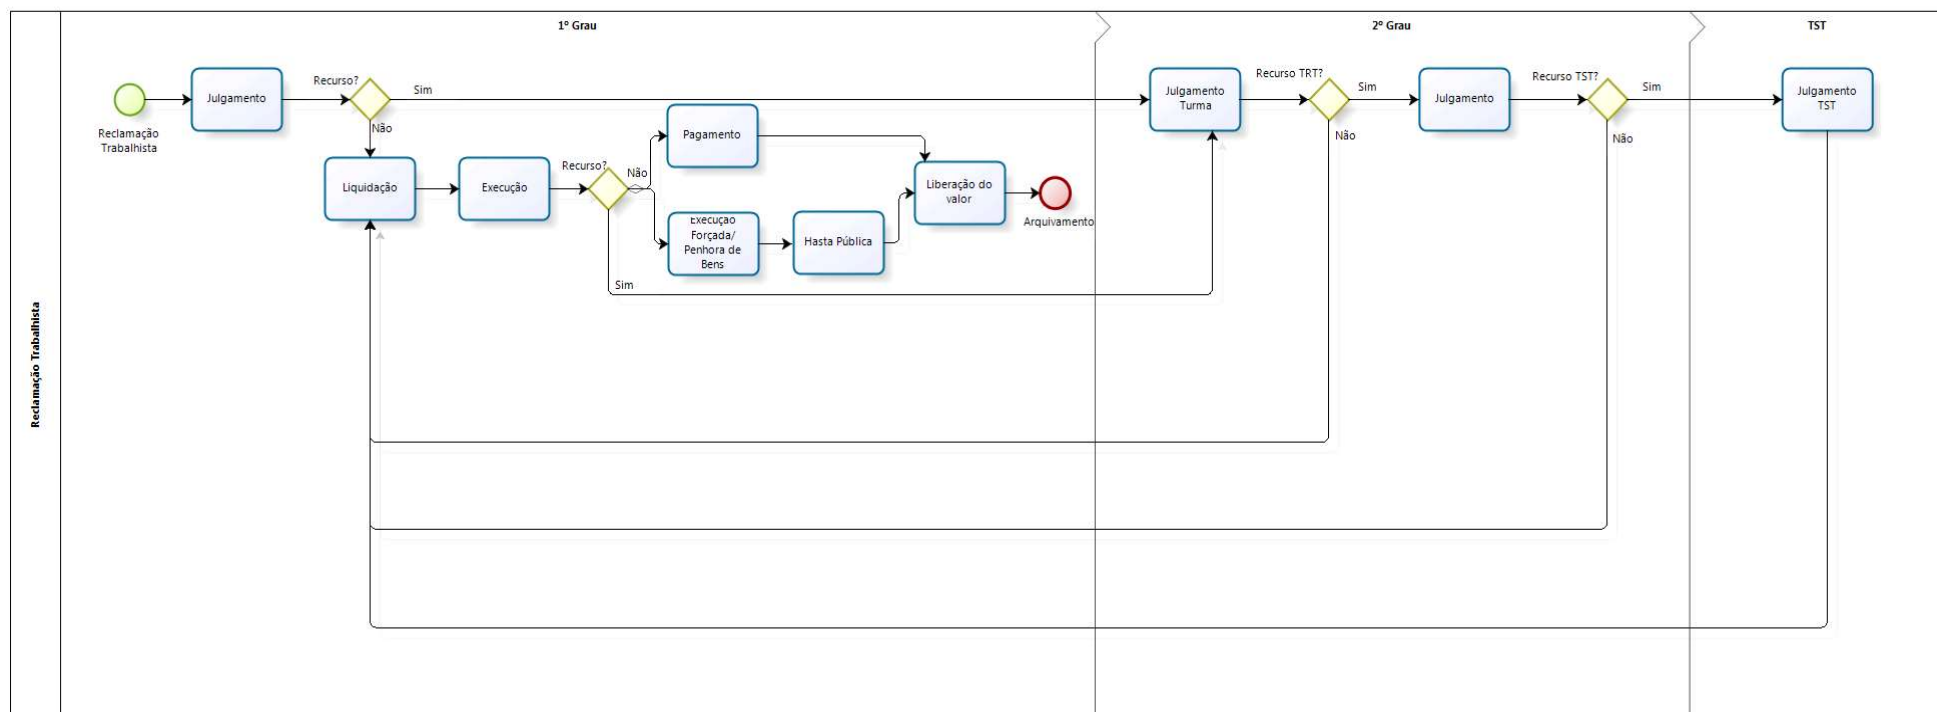 1º Grau
2º Grau
TST
Reclamação Trabalhista
Reclamação
Trabalhista
Julgamento
Recurso?
Sim
Não
Liquidação
Execução
Recurso?
Não
Sim
Pagamento
Execução
Forçada/
Penhora de
Bens
Hasta Pública
Liberação do
valor
Arquivamento
Julgamento
Turma
Recurso TRT?
Sim
Não
Julgamento
Recurso TST?
Sim
Não
Julgamento
TST